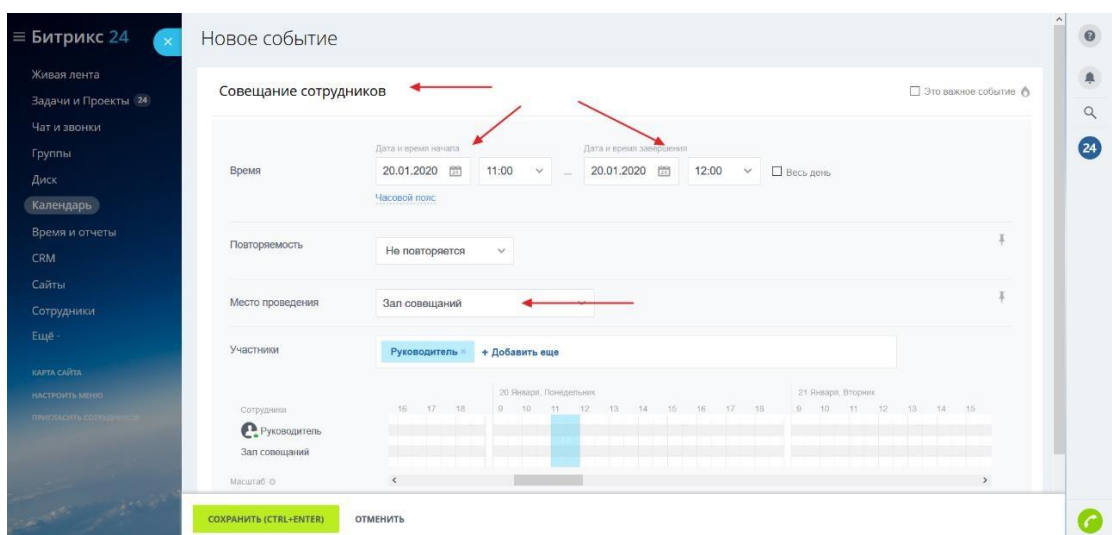 Битрикс 24
Живая лента
Задачи и Проекты 24
Чат и звонки
Группы
Диск
Календарь
Время и отчеты
CRM
Сайты
Сотрудники
Ещё -
КАРТА САЙТА
НАСТРОИТЬ МЕНЮ
ПРИГЛАСИТЬ СОТРУДНИКОВ
Новое событие
Совещание сотрудников
Это важное событие
Дата и время начала Дата и время завершения
Время 20.01.2020 11:00 — 20.01.2020 12:00 Весь день
Часовой пояс
Повторяемость Не повторяется
Место проведения Зал совещаний
Участники Руководитель × + Добавить еще
20 Января, Понедельник 21 Января, Вторник
Сотрудники 16 17 18 9 10 11 12 13 14 15 16 17 18 9 10 11 12 13 14 15
Руководитель
Зал совещаний
Масштаб
СОХРАНИТЬ (CTRL+ENTER) ОТМЕНИТЬ
24